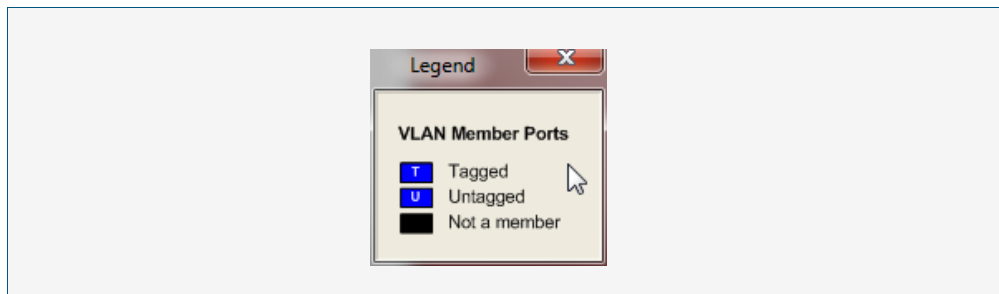 Legend
VLAN Member Ports
T Tagged
U Untagged
Not a member